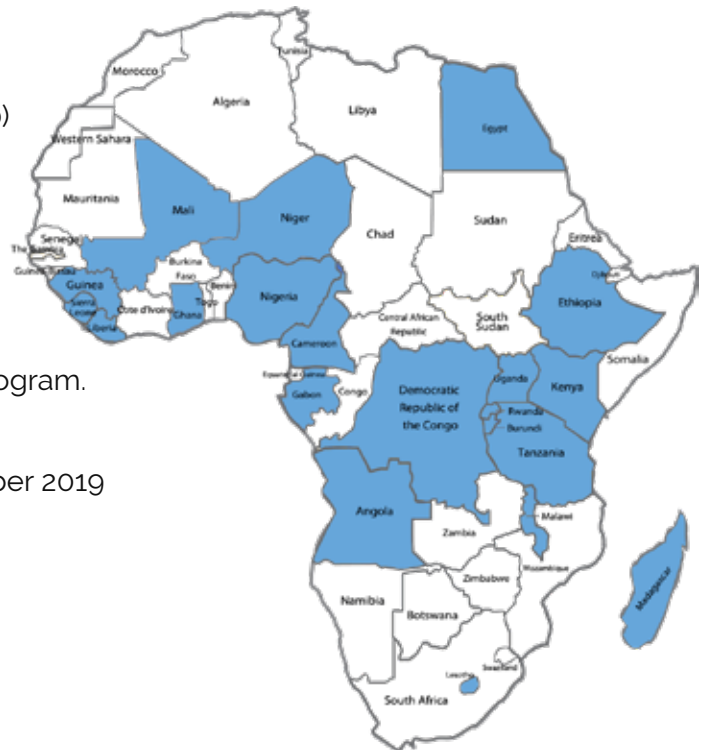 Tunisia
Morocco
Algeria
Libya
Egypt
o)
Western Sahara
Mauritania
Mali
Niger
Chad
Sudan
Eritrea
Senegal
The Gambia
Guinea-Bissau
Guinea
Sierra
Leone
Liberia
Cote d'Ivoire
Burkina
Faso
Ghana
Togo
Benin
Nigeria
Djibouti
Ethiopia
Central African
Republic
South
Sudan
Somalia
Cameroon
Equatorial Guinea
Gabon
Congo
Democratic
Republic of
the Congo
Uganda
Kenya
ogram.
Rwanda
Burundi
Tanzania
ber 2019
Angola
Zambia
Malawi
Mozambique
Zimbabwe
Madagascar
Namibia
Botswana
Swaziland
Lesotho
South Africa